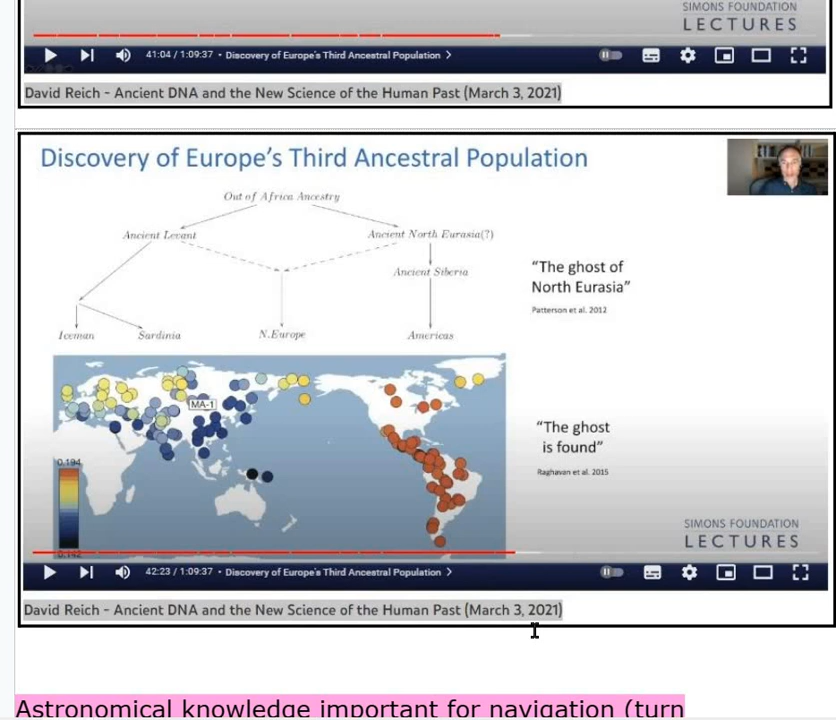 SIMONS FOUNDATION
LECTURES
41:04 / 1:09:37 • Discovery of Europe's Third Ancestral Population >
David Reich - Ancient DNA and the New Science of the Human Past (March 3, 2021)
Discovery of Europe's Third Ancestral Population
Out of Africa Ancestry
Ancient Levant
Ancient North Eurasia(?)
Ancient Siberia
Iceman
Sardinia
N.Europe
Americas
"The ghost of
North Eurasia"
Patterson et al. 2012
MA-1
"The ghost
is found"
Raghavan et al. 2015
0.194
0.142
SIMONS FOUNDATION
LECTURES
42:23 / 1:09:37 • Discovery of Europe's Third Ancestral Population >
David Reich - Ancient DNA and the New Science of the Human Past (March 3, 2021)
Astronomical knowledge important for navigation (turn